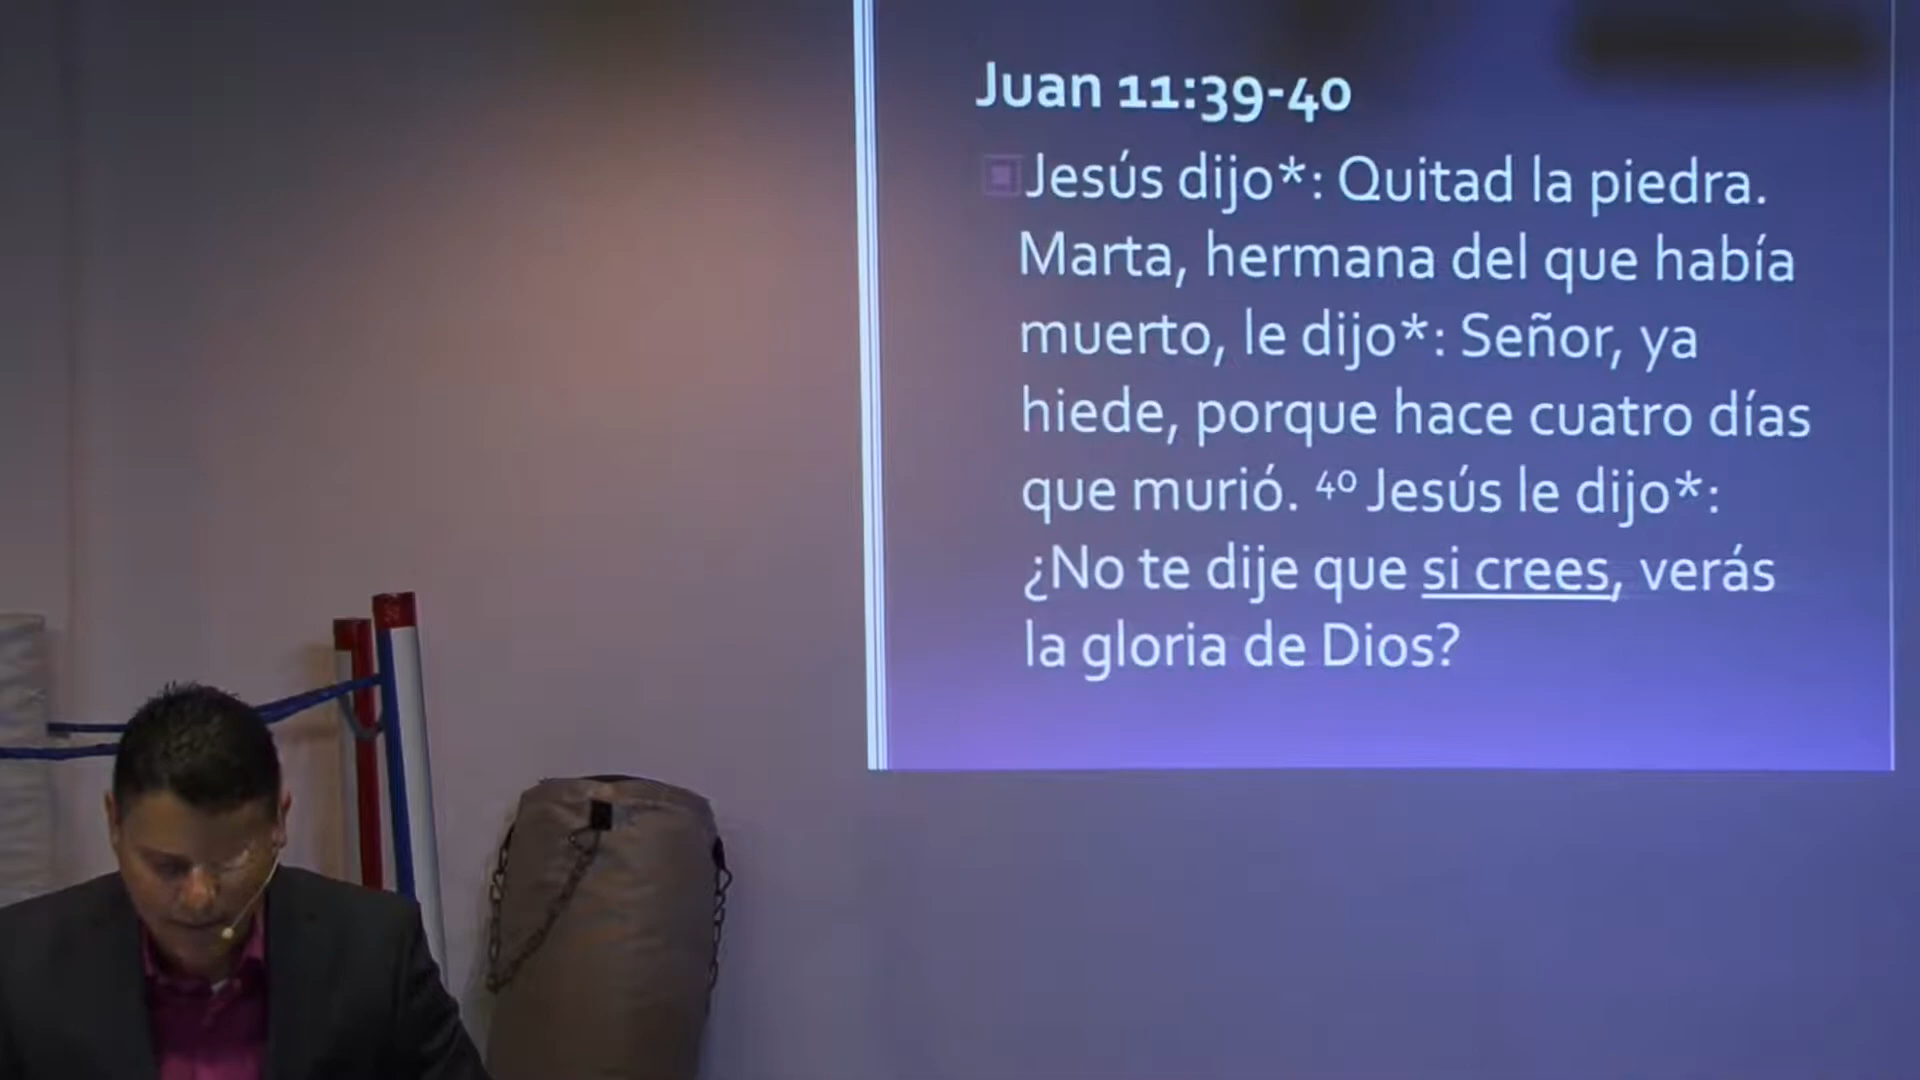 Juan 11:39-40
Jesús dijo*: Quitad la piedra.
Marta, hermana del que había
muerto, le dijo*: Señor, ya
hiede, porque hace cuatro días
que murió. ⁴⁰ Jesús le dijo*:
¿No te dije que si crees, verás
la gloria de Dios?